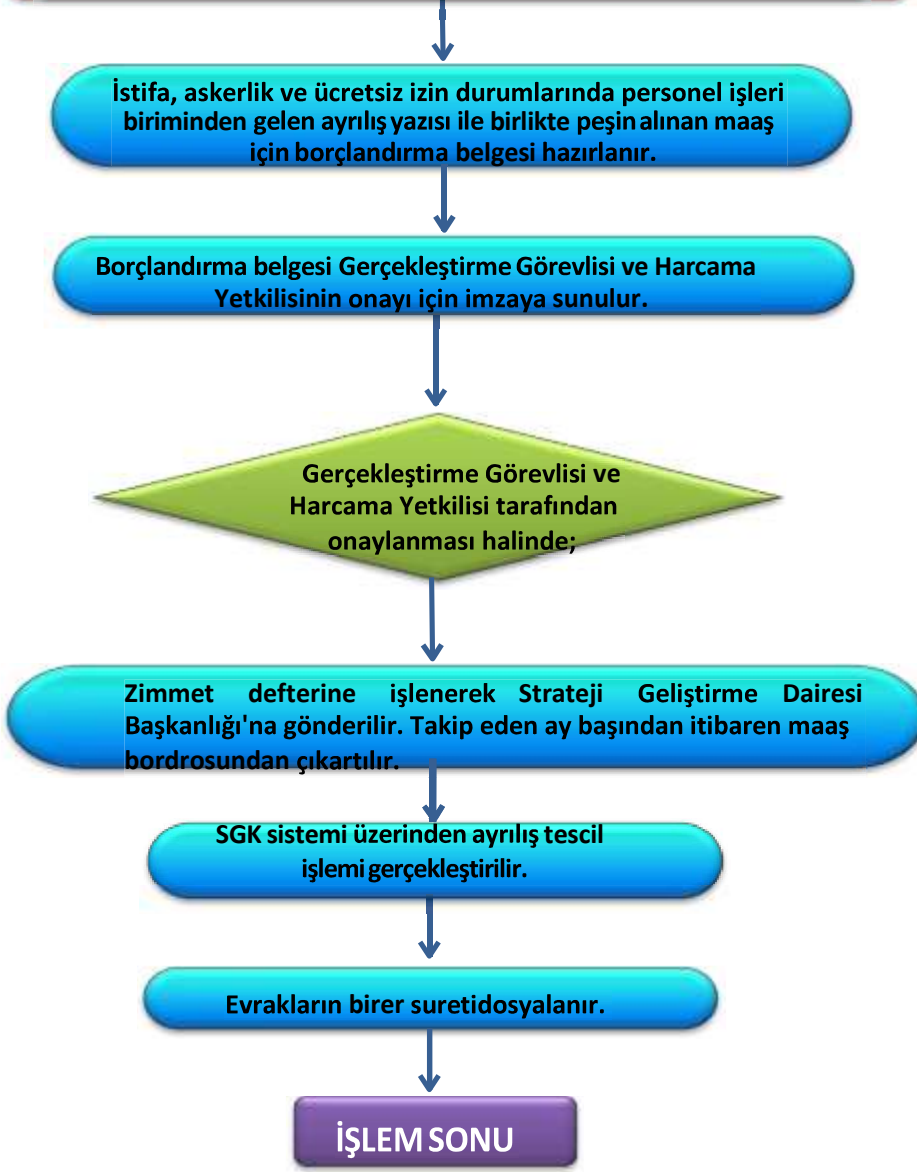 İstifa, askerlik ve ücretsiz izin durumlarında personel işleri
biriminden gelen ayrılış yazısı ile birlikte peşin alınan maaş
için borçlandırma belgesi hazırlanır.
Borçlandırma belgesi Gerçekleştirme Görevlisi ve Harcama
Yetkilisinin onayı için imzaya sunulur.
Gerçekleştirme Görevlisi ve
Harcama Yetkilisi tarafından
onaylanması halinde;
Zimmet defterine işlenerek Strateji Geliştirme Dairesi
Başkanlığı'na gönderilir. Takip eden ay başından itibaren maaş
bordrosundan çıkartılır.
SGK sistemi üzerinden ayrılış tescil
işlemi gerçekleştirilir.
Evrakların birer suretidosyalanır.
İŞLEM SONU